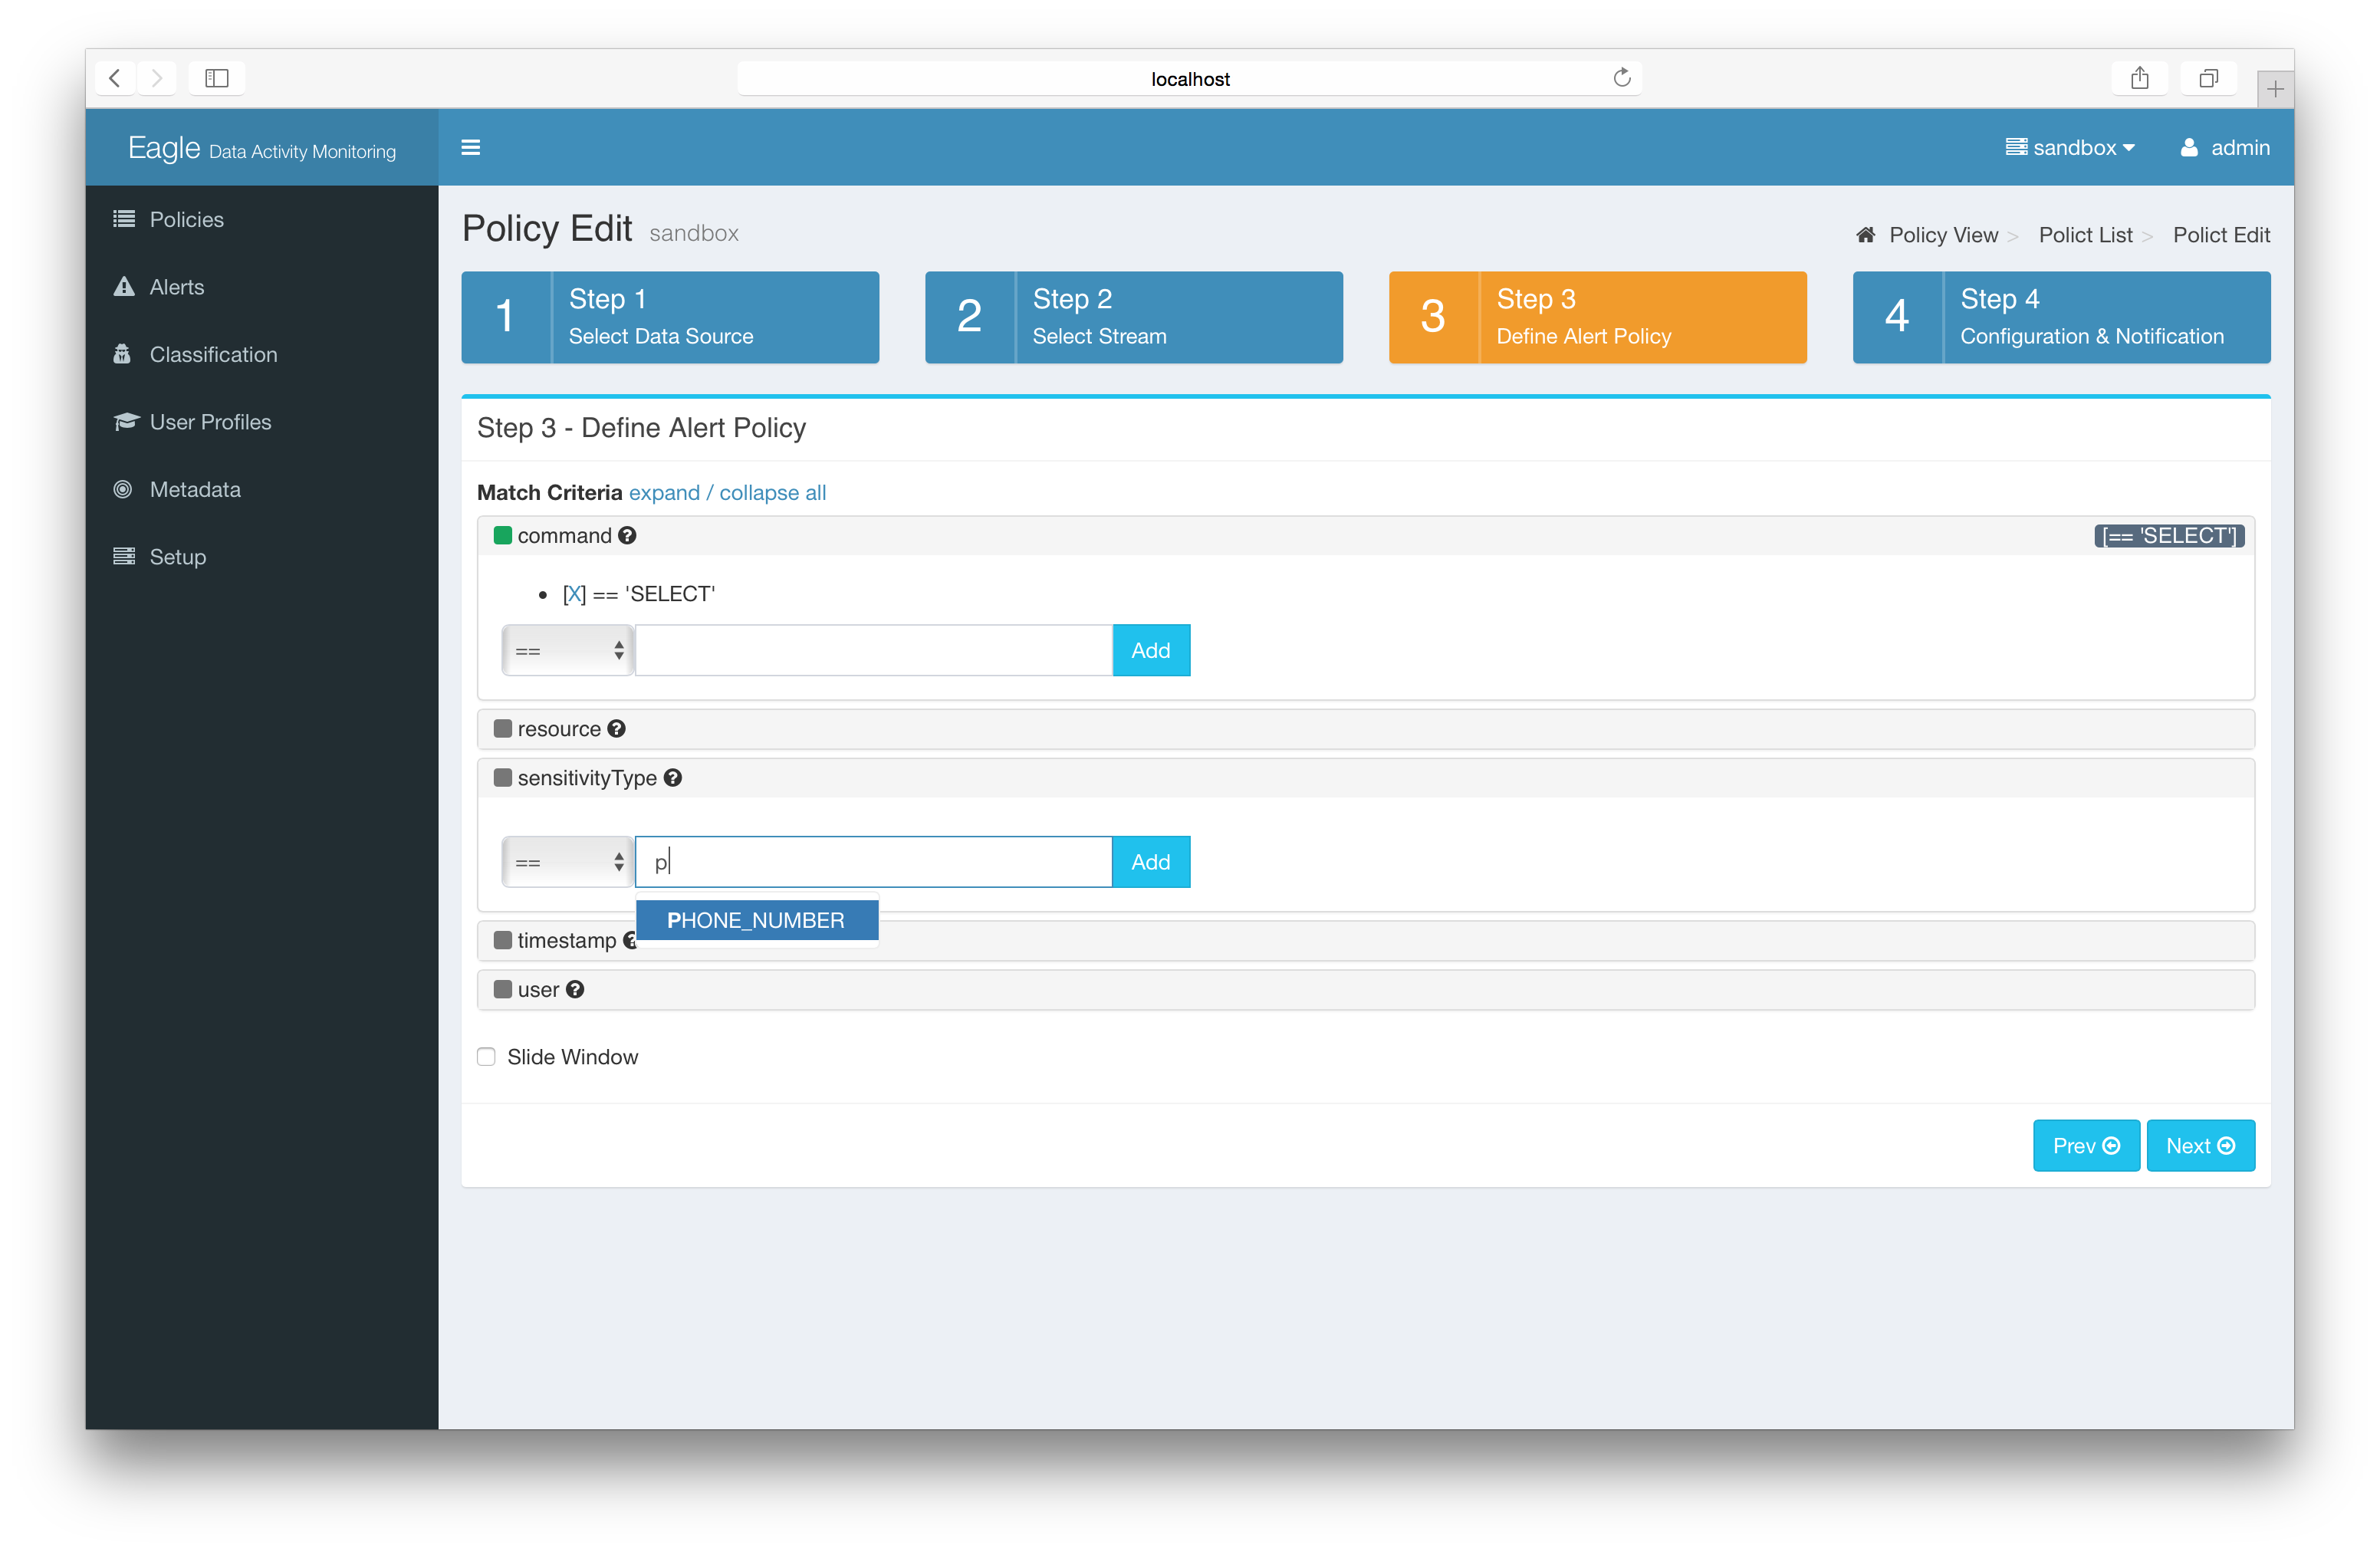 localhost
Eagle Data Activity Monitoring
sandbox
admin
Policies
Alerts
Classification
User Profiles
Metadata
Setup
Policy Edit sandbox
Policy View > Polict List > Polict Edit
1
Step 1
Select Data Source
2
Step 2
Select Stream
3
Step 3
Define Alert Policy
4
Step 4
Configuration & Notification
Step 3 - Define Alert Policy
Match Criteria expand / collapse all
command ? [== 'SELECT']
• [X] == 'SELECT'
== Add
resource ?
sensitivityType ?
== p Add
PHONE_NUMBER
timestamp ?
user ?
Slide Window
Prev Next